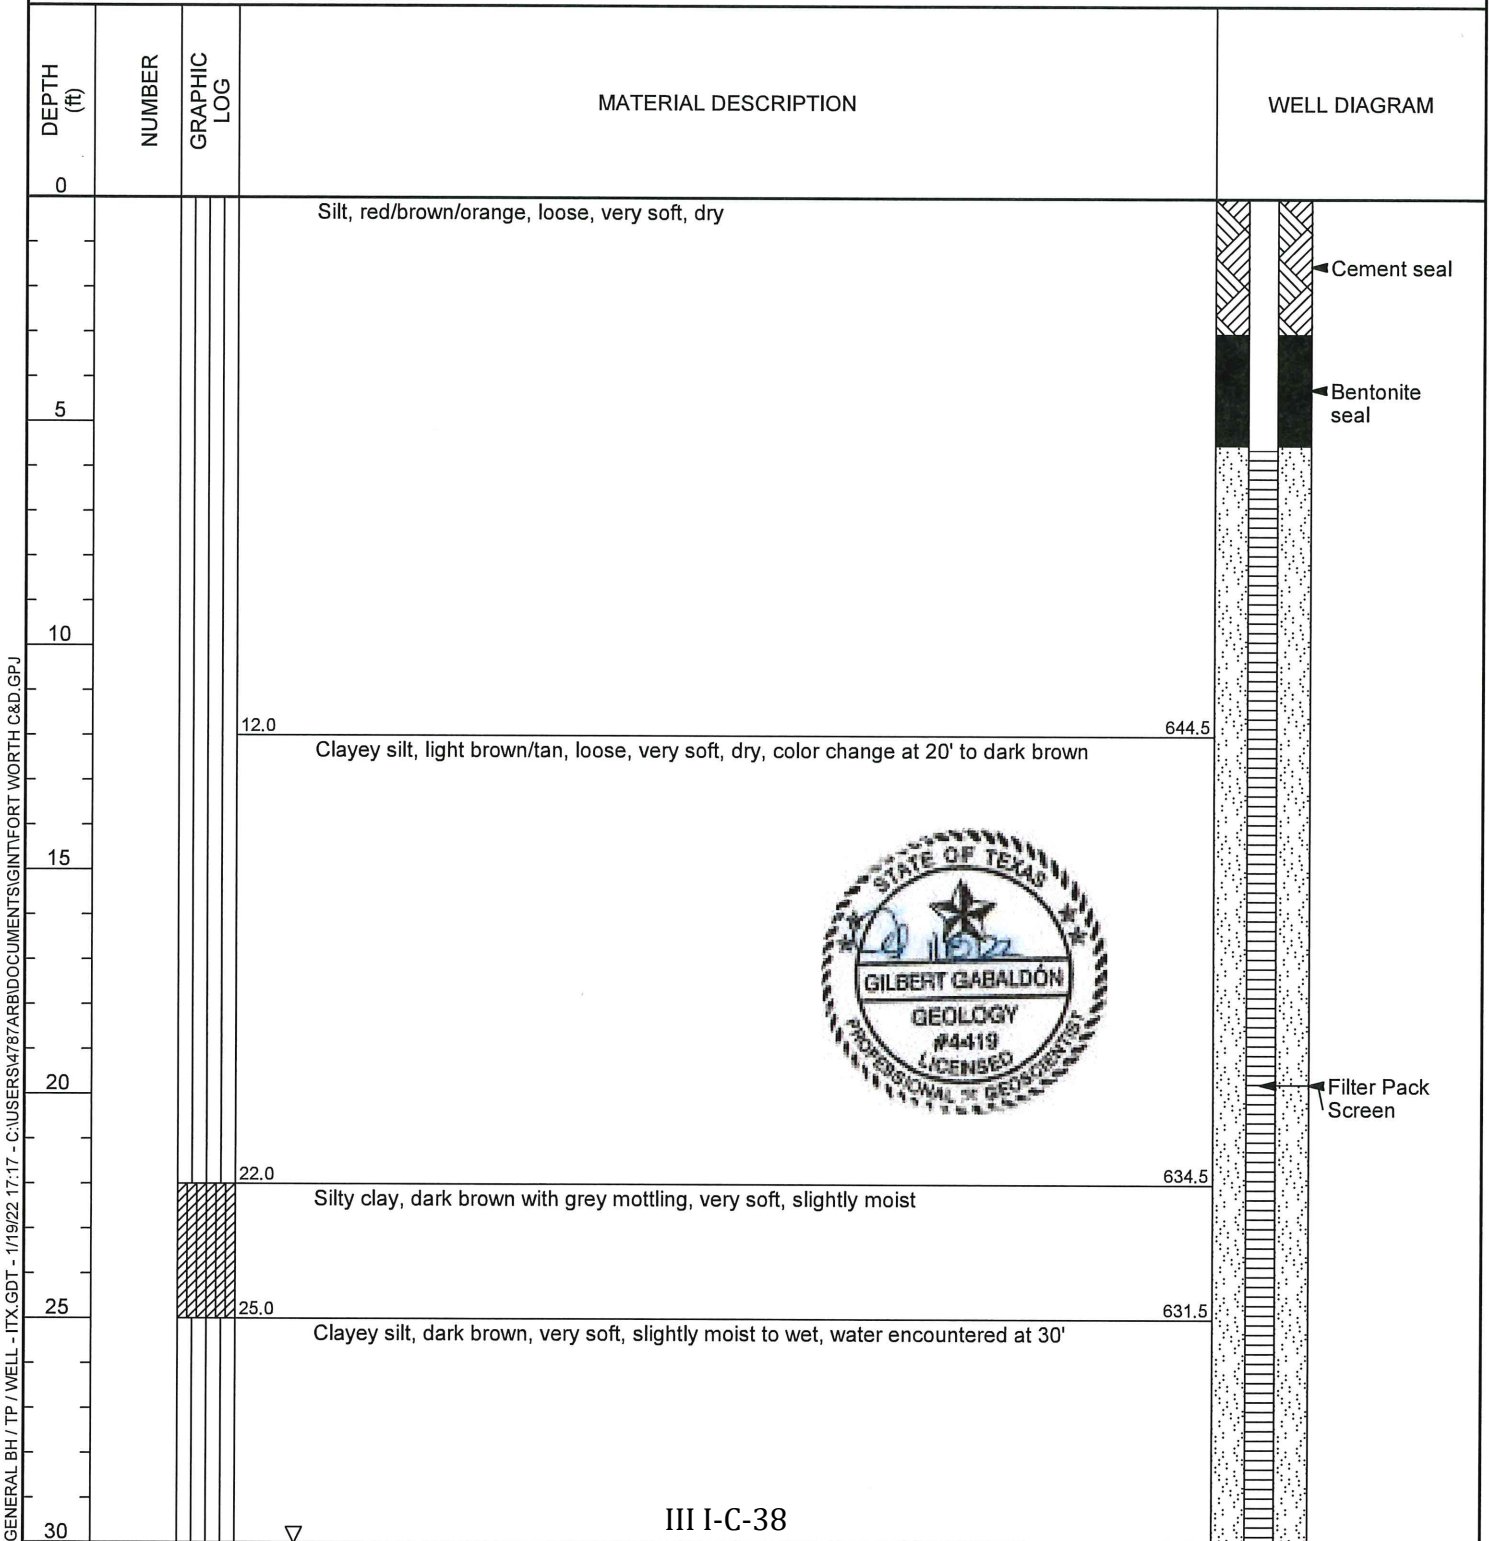 DEPTH
(ft)
NUMBER
GRAPHIC
LOG
MATERIAL DESCRIPTION
WELL DIAGRAM
0
Silt, red/brown/orange, loose, very soft, dry
Cement seal
Bentonite
seal
5
10
12.0
644.5
Clayey silt, light brown/tan, loose, very soft, dry, color change at 20' to dark brown
15
STATE OF TEXAS
GILBERT GABALDÓN
GEOLOGY
#4419
LICENSED
PROFESSIONAL GEOSCIENTIST
20
Filter Pack
Screen
22.0
634.5
Silty clay, dark brown with grey mottling, very soft, slightly moist
25
25.0
631.5
Clayey silt, dark brown, very soft, slightly moist to wet, water encountered at 30'
30
III I-C-38
GENERAL BH / TP / WELL - ITX.GDT - 1/19/22 17:17 - C:\USERS\4787ARB\DOCUMENTS\GINT\FORT WORTH C&D.GPJ